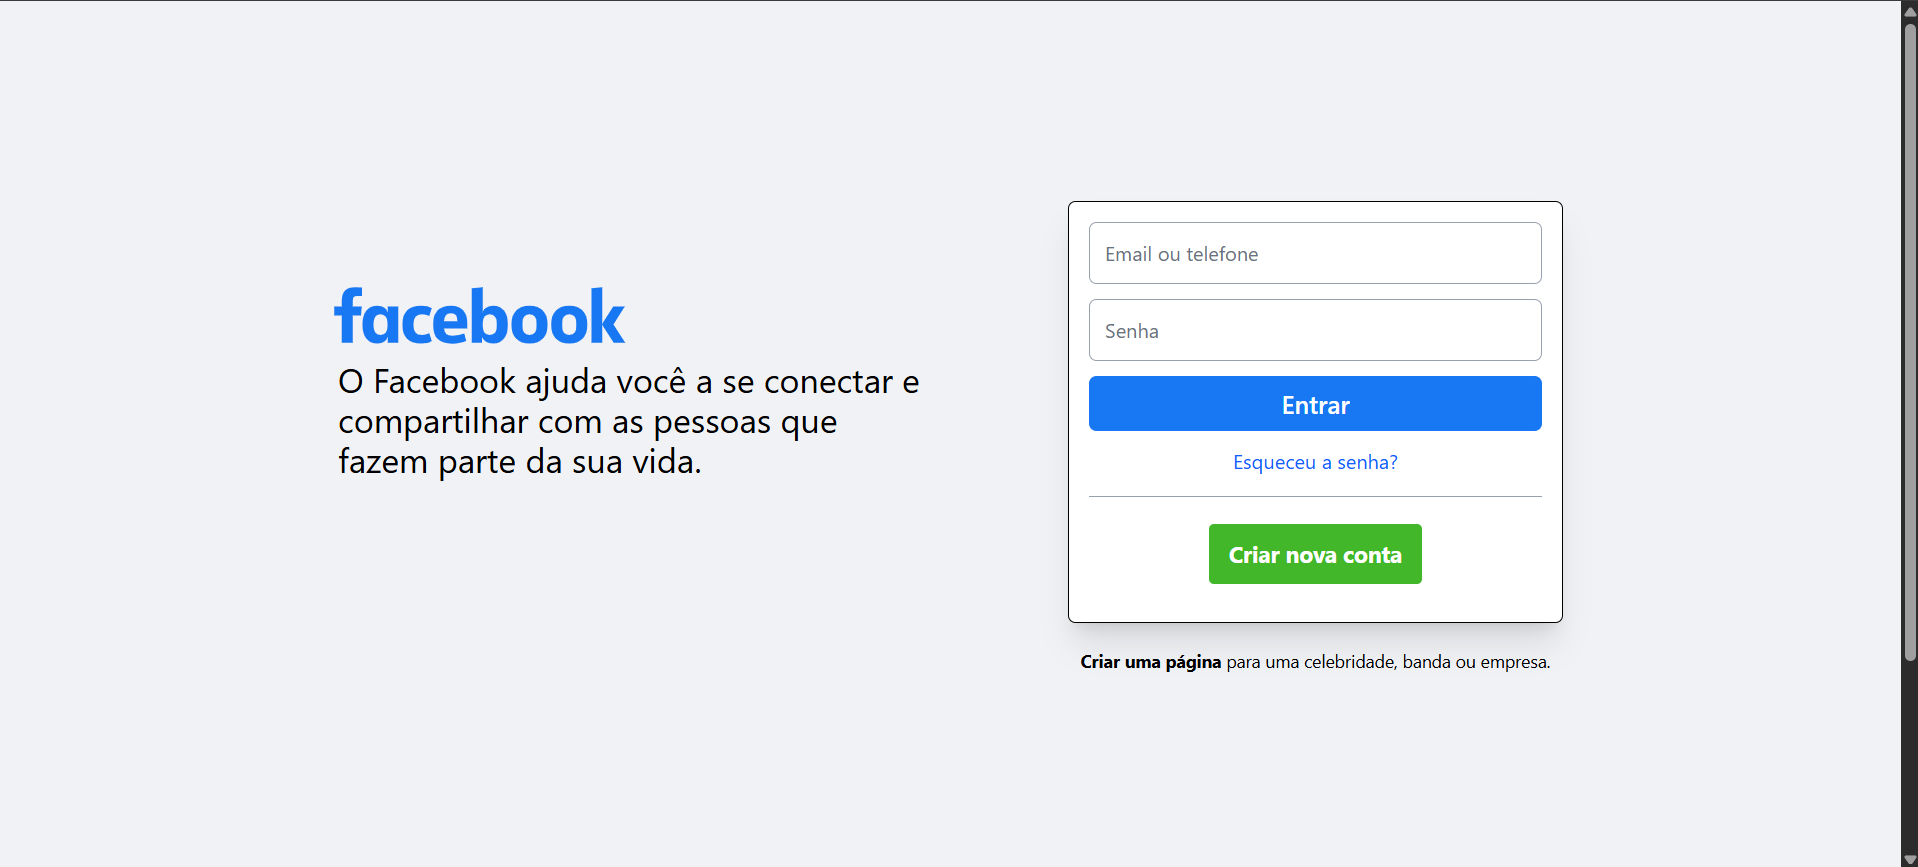 facebook
O Facebook ajuda você a se conectar e
compartilhar com as pessoas que
fazem parte da sua vida.
Email ou telefone
Senha
Entrar
Esqueceu a senha?
Criar nova conta
Criar uma página para uma celebridade, banda ou empresa.